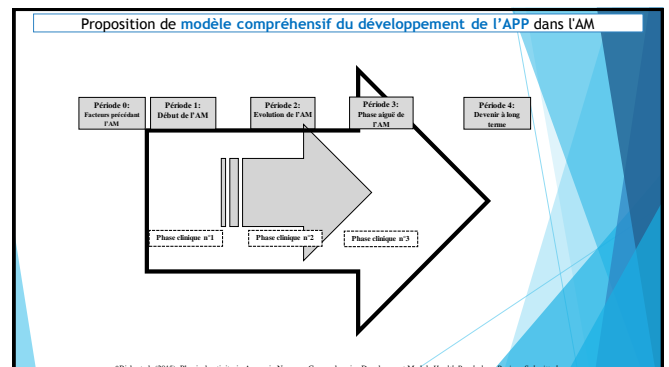 Proposition de modèle compréhensif du développement de l'APP dans l'AM
Période 0:
Facteurs précédant
l'AM
Période 1:
Début de l'AM
Période 2:
Evolution de l'AM
Période 3:
Phase aiguë de
l'AM
Période 4:
Devenir à long
terme
Phase clinique n°1
Phase clinique n°2
Phase clinique n°3